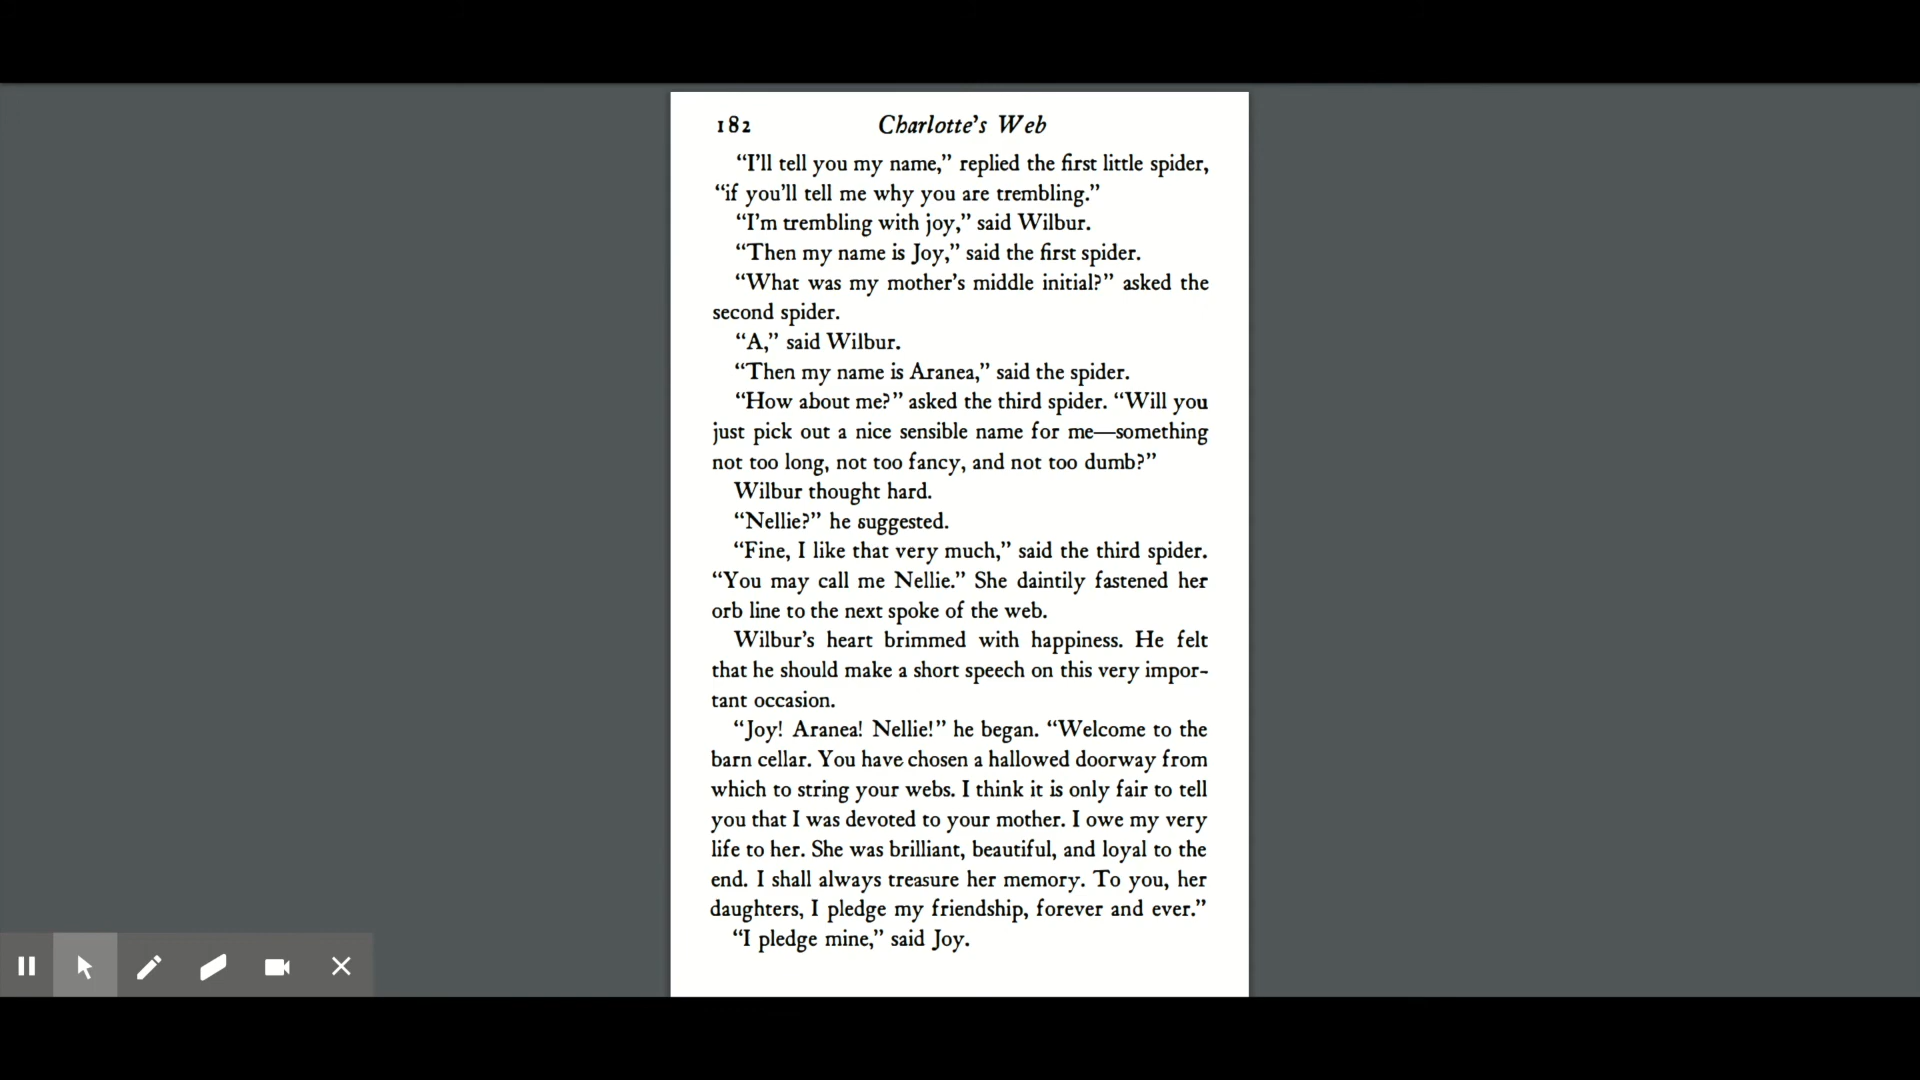 182 Charlotte's Web
“I'll tell you my name,” replied the first little spider,
“if you'll tell me why you are trembling.”
“I'm trembling with joy,” said Wilbur.
“Then my name is Joy,” said the first spider.
“What was my mother's middle initial?” asked the
second spider.
“A,” said Wilbur.
“Then my name is Aranea,” said the spider.
“How about me?” asked the third spider. “Will you
just pick out a nice sensible name for me—something
not too long, not too fancy, and not too dumb?”
Wilbur thought hard.
“Nellie?” he suggested.
“Fine, I like that very much,” said the third spider.
“You may call me Nellie.” She daintily fastened her
orb line to the next spoke of the web.
Wilbur's heart brimmed with happiness. He felt
that he should make a short speech on this very impor-
tant occasion.
“Joy! Aranea! Nellie!” he began. “Welcome to the
barn cellar. You have chosen a hallowed doorway from
which to string your webs. I think it is only fair to tell
you that I was devoted to your mother. I owe my very
life to her. She was brilliant, beautiful, and loyal to the
end. I shall always treasure her memory. To you, her
daughters, I pledge my friendship, forever and ever.”
“I pledge mine,” said Joy.